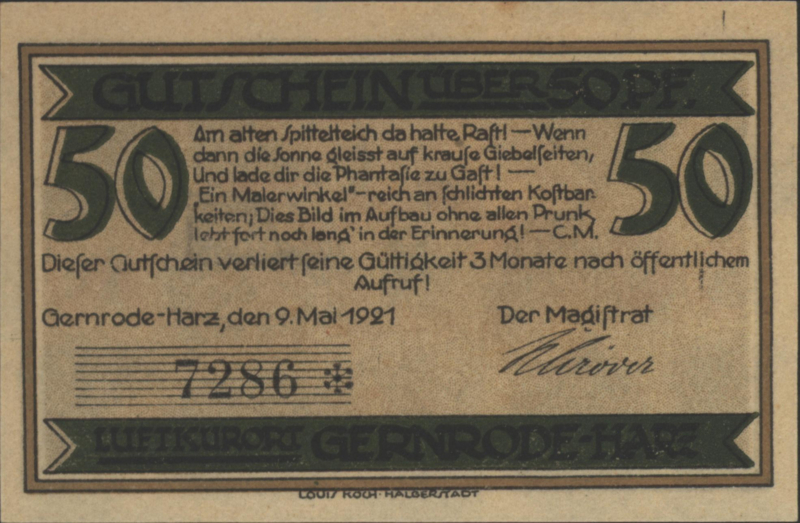 GUTSCHEIN ÜBER 50 PF.
50 50
Am alten Spittelteich da halte Rast! — Wenn
dann die Sonne gleisst auf krause Giebelseiten,
Und lade dir die Phantasie zu Gast! —
"Ein Malerwinkel" – reich an schlichten Kostbar-
keiten; Dies Bild im Aufbau ohne allen Prunk
lebt fort noch lang' in der Erinnerung! — C.M.
Dieser Gutschein verliert seine Gültigkeit 3 Monate nach öffentlichem
Aufruf!
Gernrode-Harz, den 9. Mai 1921 Der Magistrat
7286 *
LUFTKURORT GERNRODE-HARZ
LOUIS KOCH · HALBERSTADT